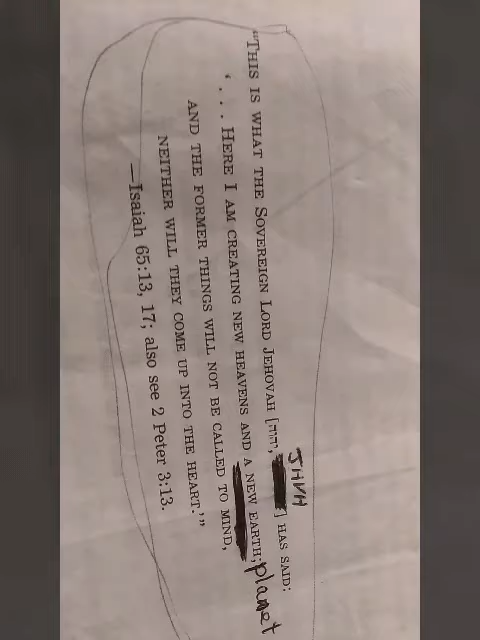 "THIS IS WHAT THE SOVEREIGN LORD JEHOVAH [יהוה, JHVH] HAS SAID:
'. . . HERE I AM CREATING NEW HEAVENS AND A NEW EARTH; planet
AND THE FORMER THINGS WILL NOT BE CALLED TO MIND,
NEITHER WILL THEY COME UP INTO THE HEART.'"
—Isaiah 65:13, 17; also see 2 Peter 3:13.